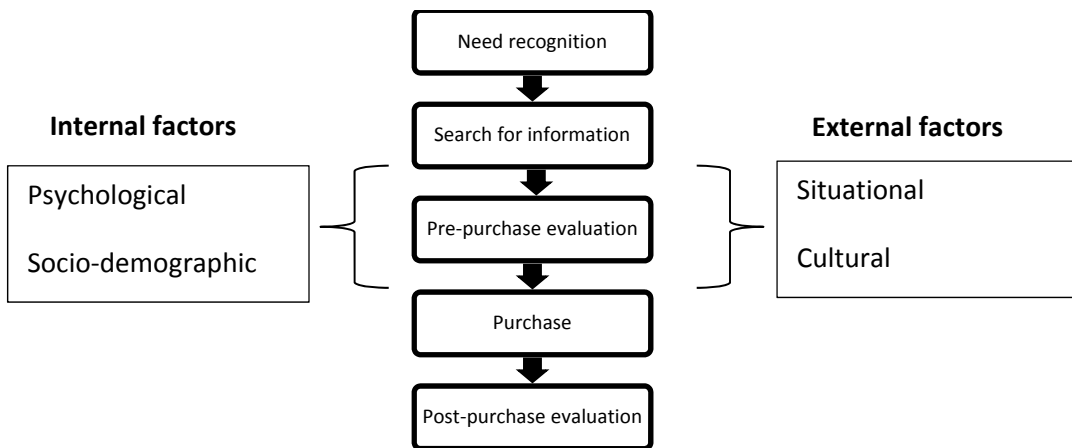 Need recognition
Internal factors
Search for information
External factors
Psychological
Socio-demographic
Pre-purchase evaluation
Situational
Cultural
Purchase
Post-purchase evaluation